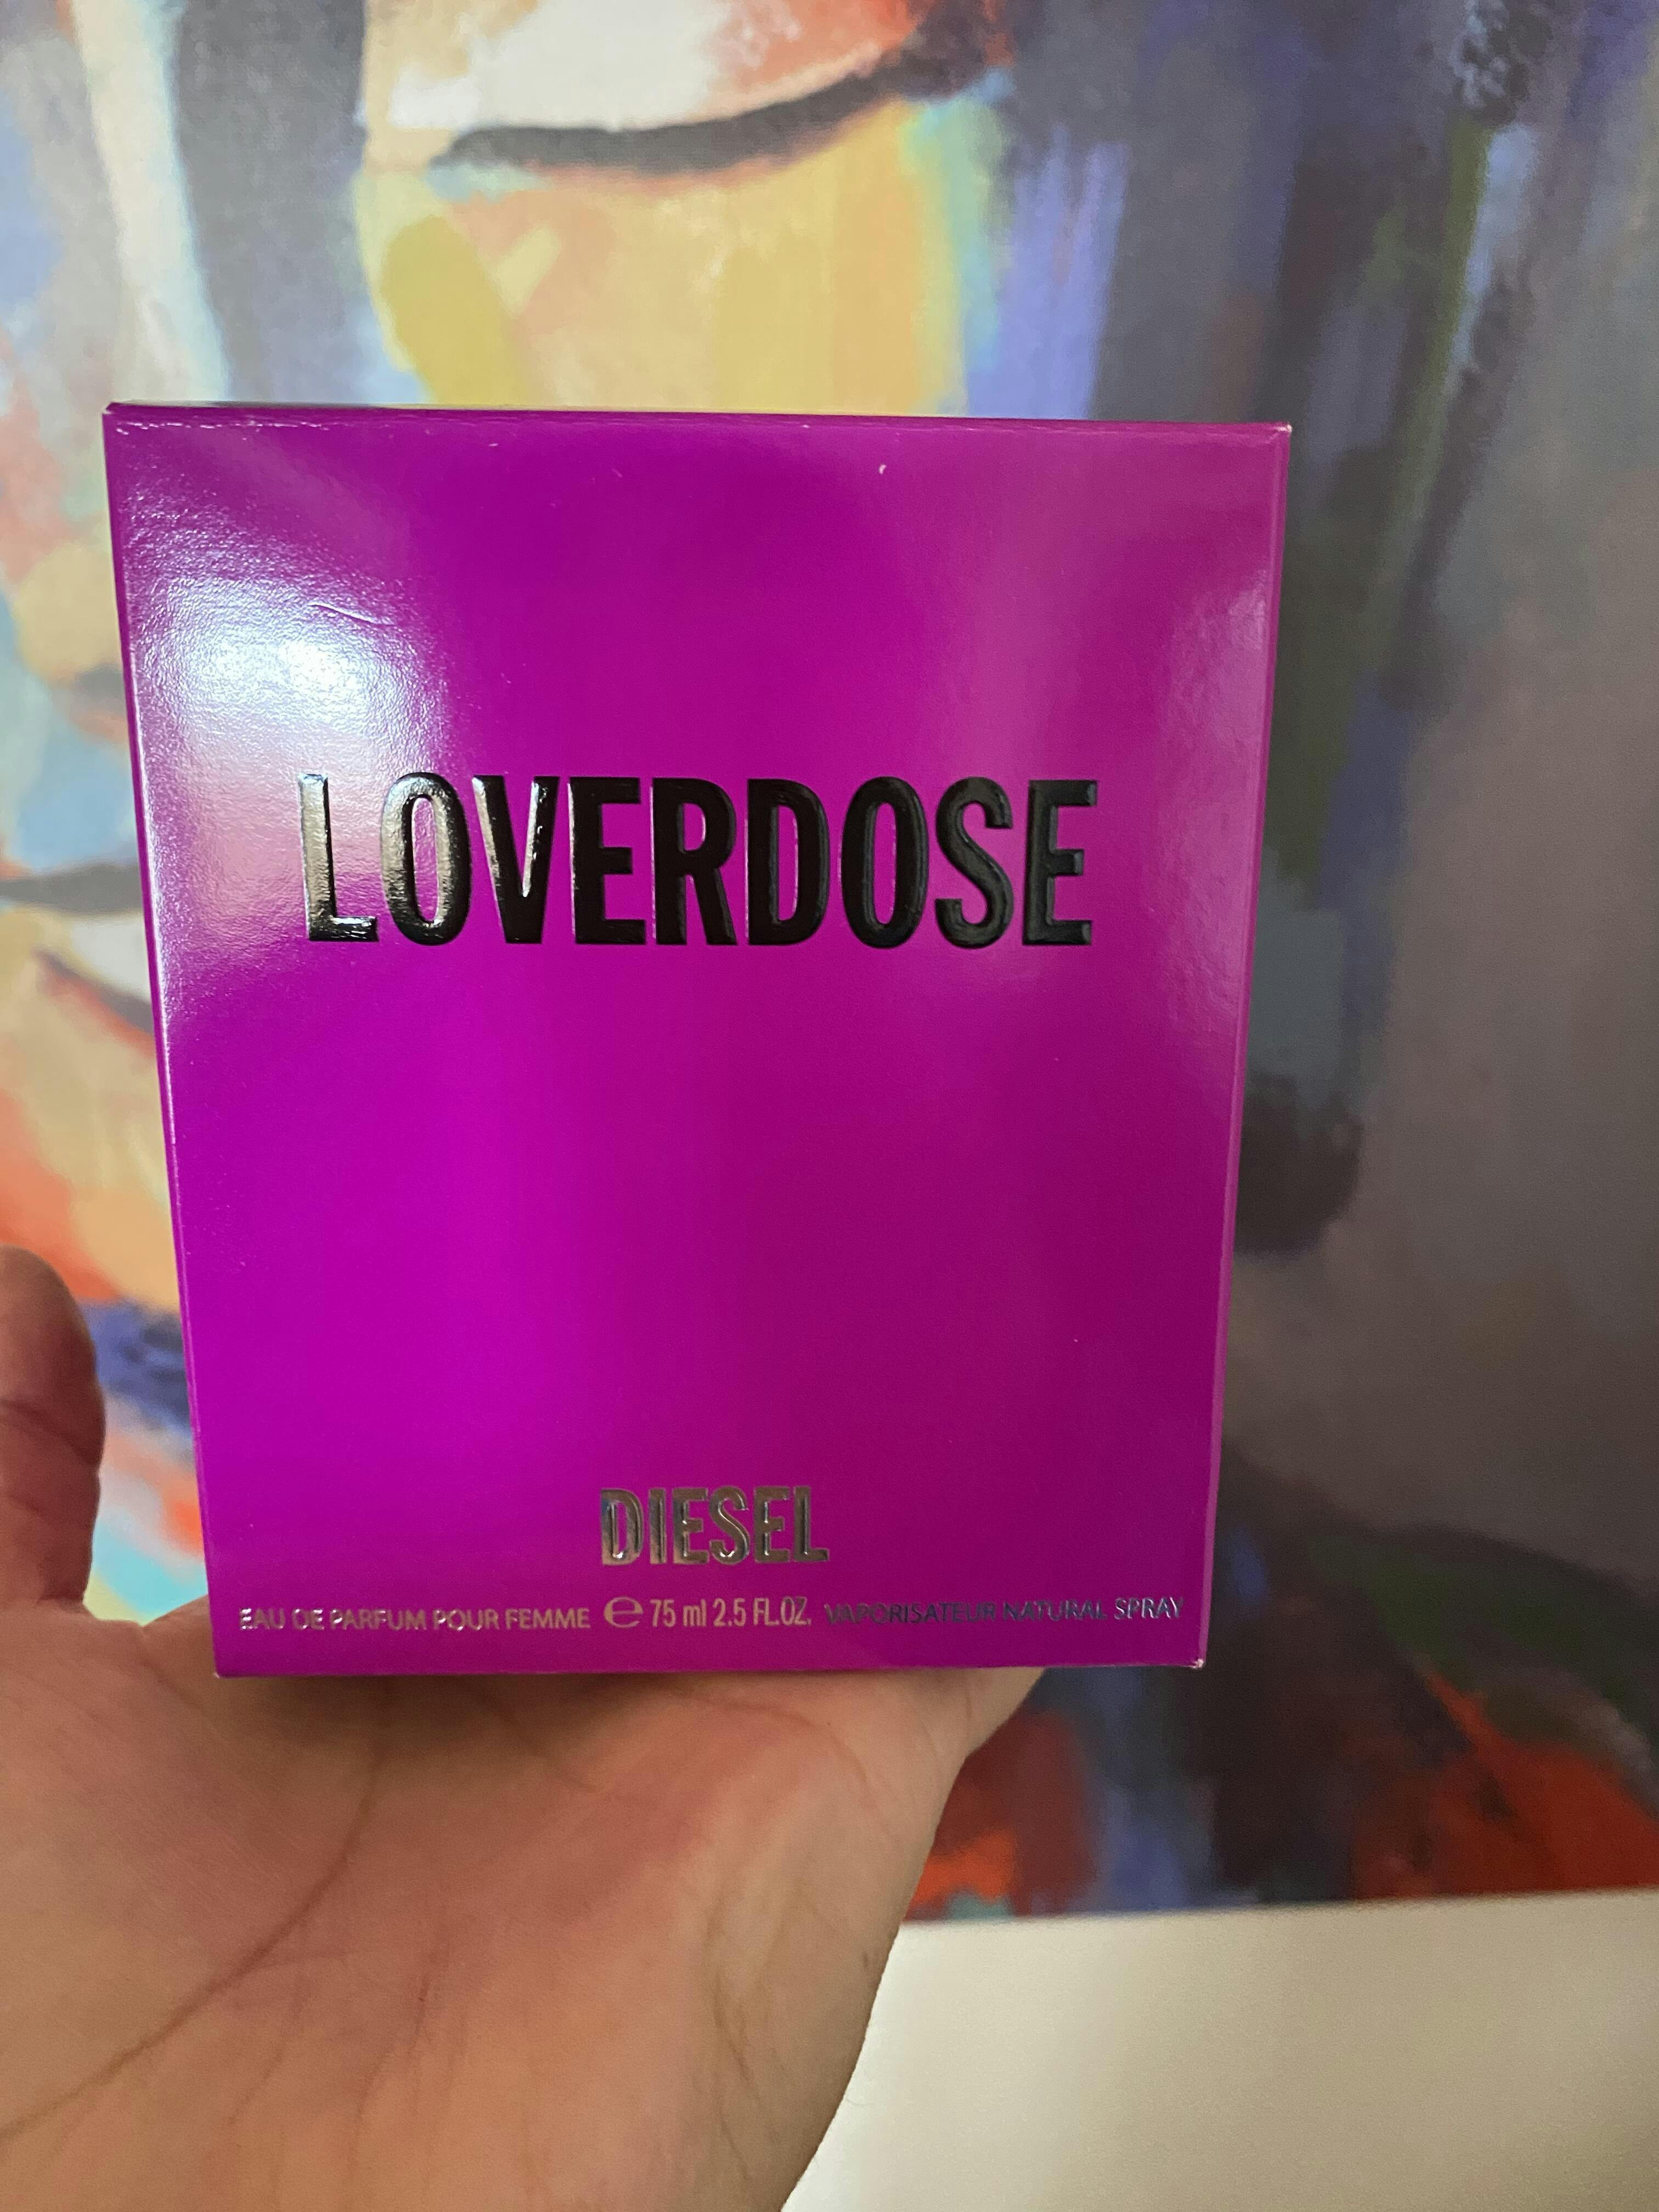 LOVERDOSE
DIESEL
EAU DE PARFUM POUR FEMME ℮ 75 ml 2.5 FL.OZ. VAPORISATEUR NATURAL SPRAY